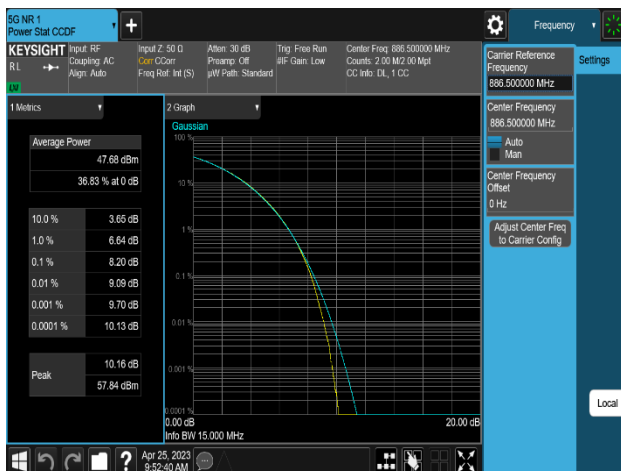 5G NR 1
Power Stat CCDF
Frequency
KEYSIGHT
RL
LW
Input: RF
Coupling: AC
Align: Auto
Input Z: 50 Ω
Corr CCorr
Freq Ref: Int (S)
Atten: 30 dB
Preamp: Off
µW Path: Standard
Trig: Free Run
#IF Gain: Low
Center Freq: 886.500000 MHz
Counts: 2.00 M/2.00 Mpt
CC Info: DL, 1 CC
1 Metrics
Average Power
47.68 dBm
36.83 % at 0 dB
10.0 % 3.65 dB
1.0 % 6.64 dB
0.1 % 8.20 dB
0.01 % 9.09 dB
0.001 % 9.70 dB
0.0001 % 10.13 dB
Peak
10.16 dB
57.84 dBm
2 Graph
Gaussian
100 %
10 %
1 %
0.1 %
0.01 %
0.001 %
0.0001 %
0.00 dB 20.00 dB
Info BW 15.000 MHz
Carrier Reference
Frequency
886.500000 MHz
Center Frequency
886.500000 MHz
Auto
Man
Center Frequency
Offset
0 Hz
Adjust Center Freq
to Carrier Config
Settings
Local
?
Apr 25, 2023
9:52:40 AM